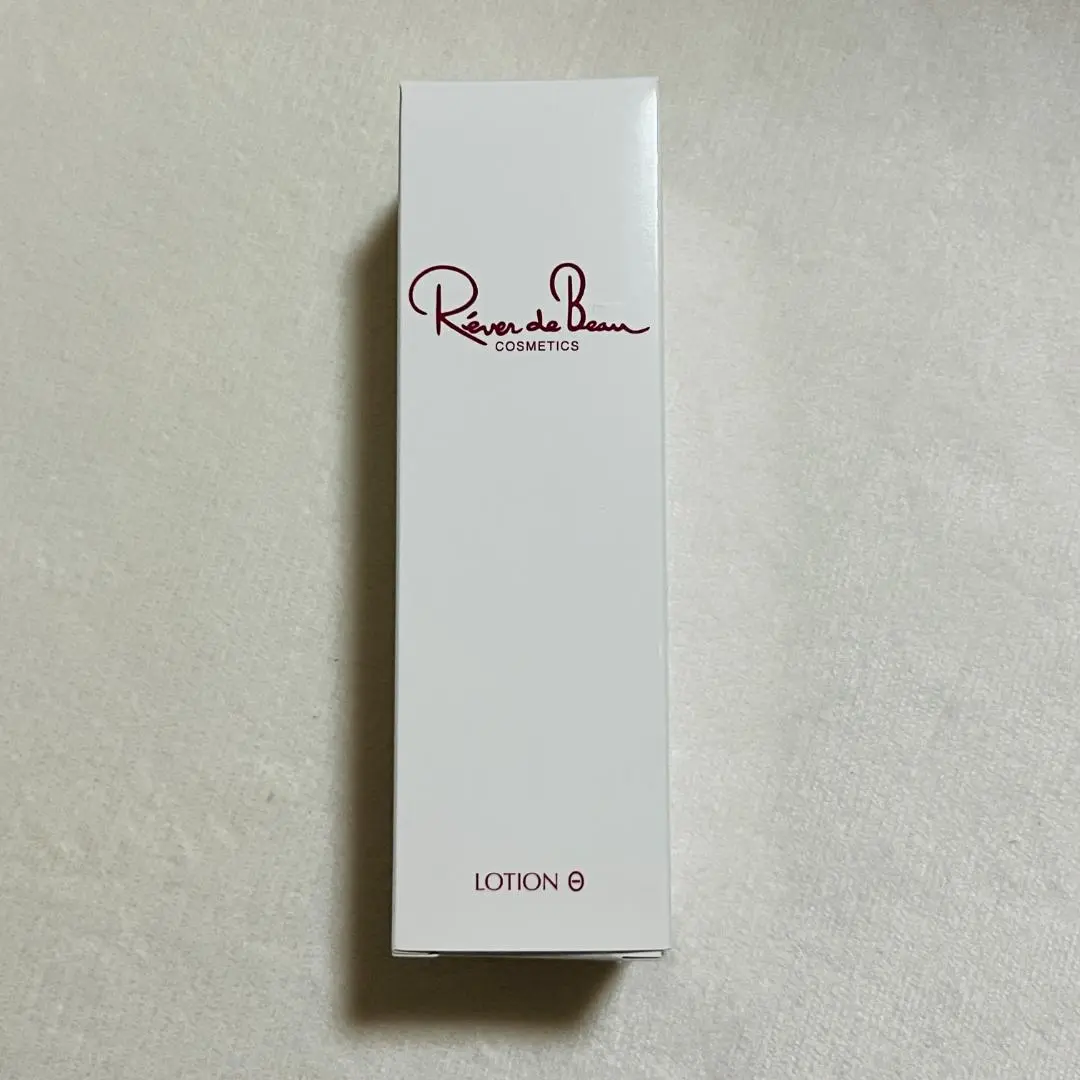 Réver de Beau
COSMETICS
LOTION Θ